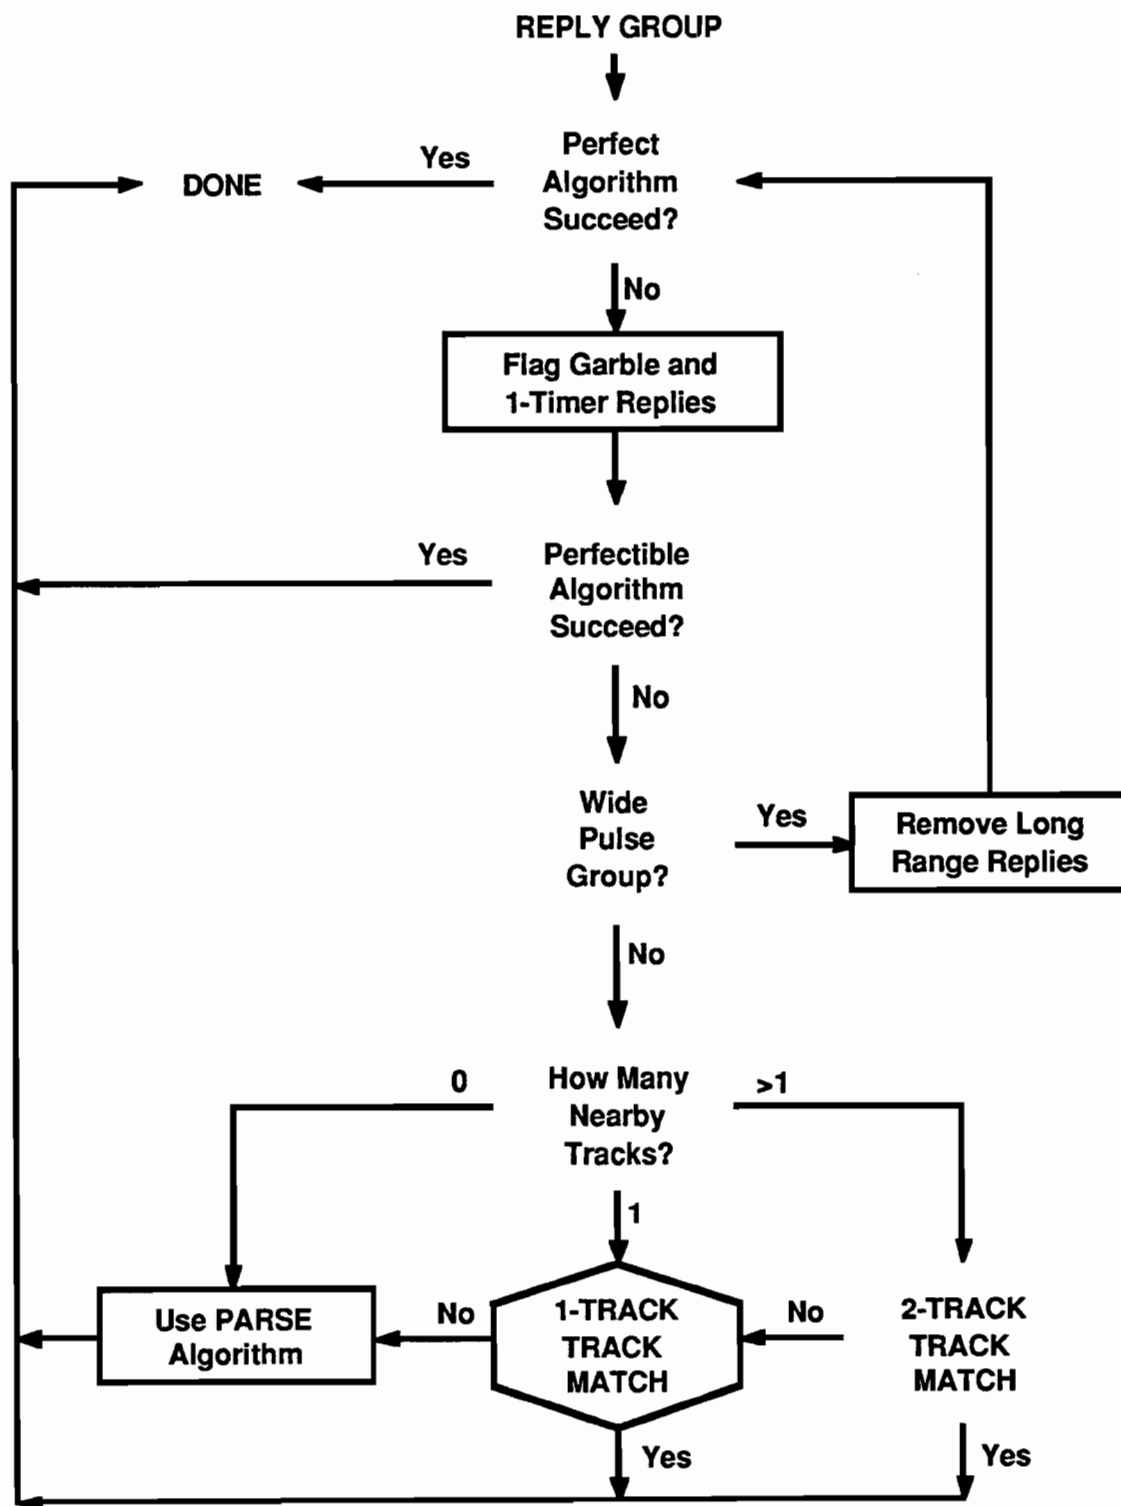 REPLY GROUP
Perfect
Algorithm
Succeed?
Yes
DONE
No
Flag Garble and
1-Timer Replies
Yes
Perfectible
Algorithm
Succeed?
No
Wide
Pulse
Group?
Yes
Remove Long
Range Replies
No
0
How Many
Nearby
Tracks?
>1
1
Use PARSE
Algorithm
No
1-TRACK
TRACK
MATCH
No
2-TRACK
TRACK
MATCH
Yes
Yes